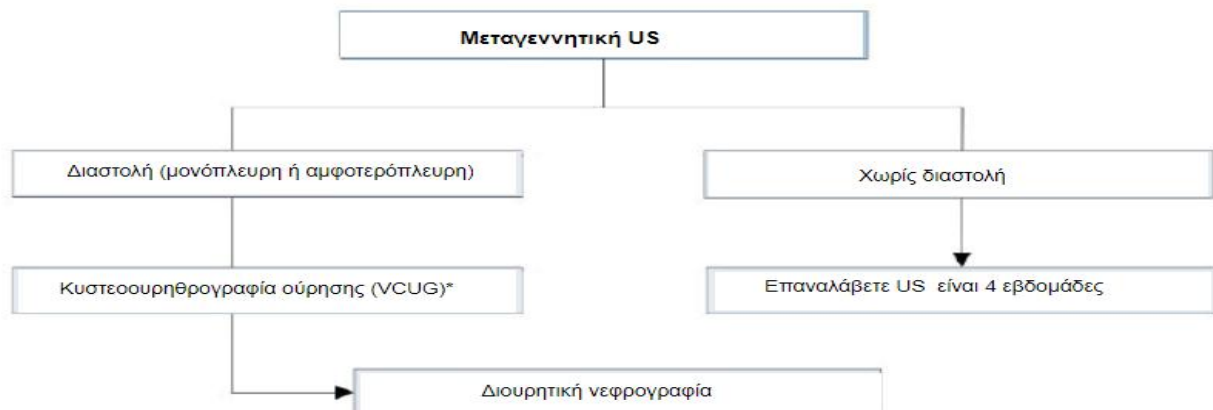 Μεταγεννητική US
Διαστολή (μονόπλευρη ή αμφοτερόπλευρη)
Χωρίς διαστολή
Κυστεοουρηθρογραφία ούρησης (VCUG)*
Επαναλάβετε US είναι 4 εβδομάδες
Διουρητική νεφρογραφία